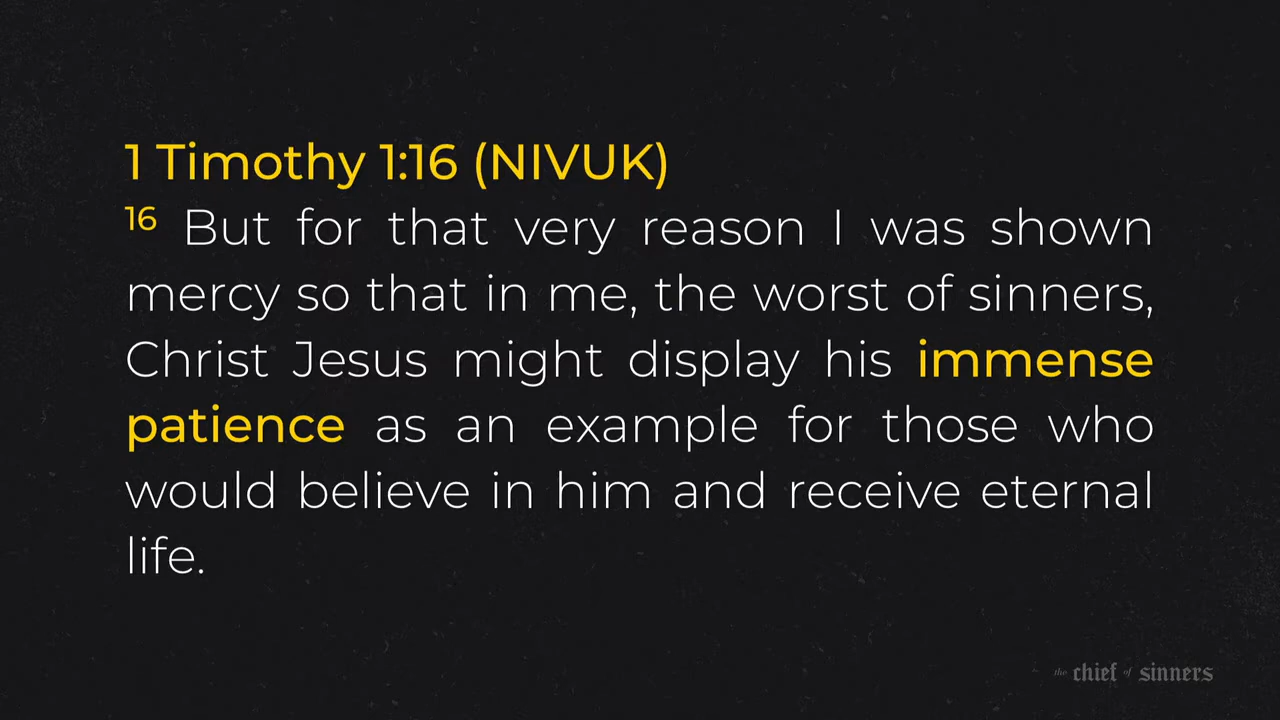 1 Timothy 1:16 (NIVUK)
16 But for that very reason I was shown
mercy so that in me, the worst of sinners,
Christ Jesus might display his immense
patience as an example for those who
would believe in him and receive eternal
life.
the chief of sinners